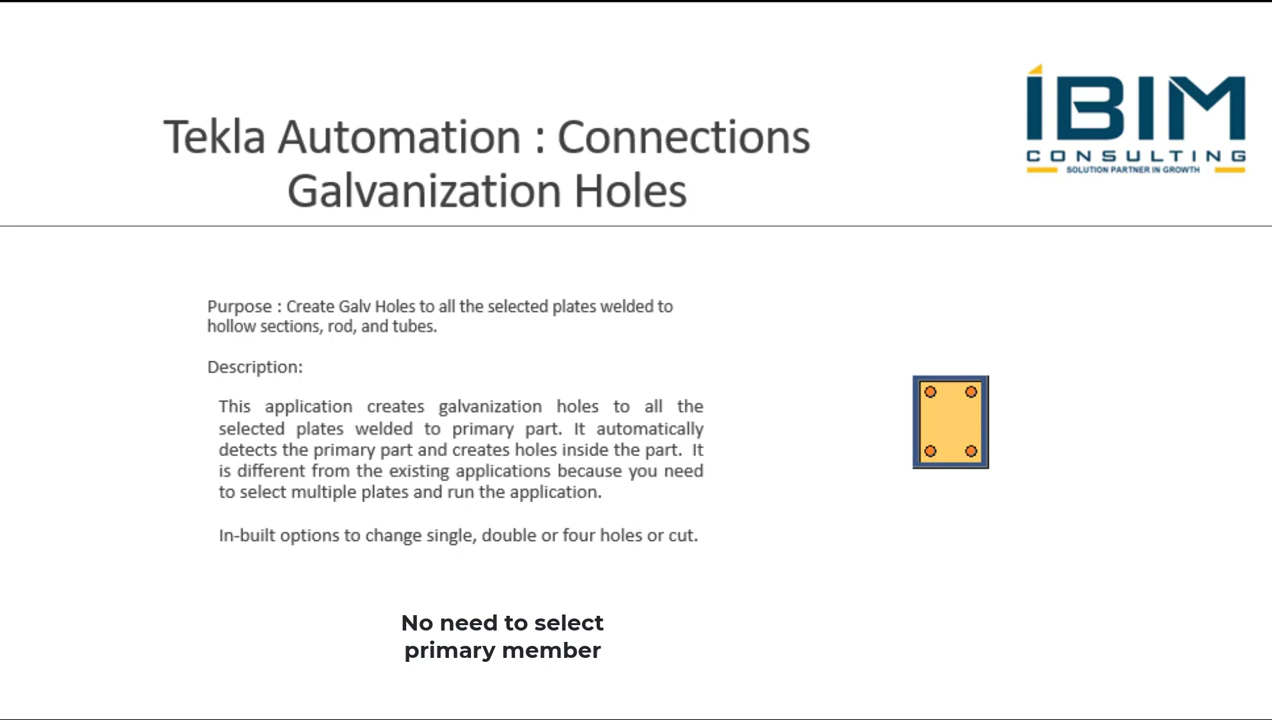 Tekla Automation : Connections
Galvanization Holes
IBIM
CONSULTING
SOLUTION PARTNER IN GROWTH
Purpose : Create Galv Holes to all the selected plates welded to
hollow sections, rod, and tubes.
Description:
This application creates galvanization holes to all the
selected plates welded to primary part. It automatically
detects the primary part and creates holes inside the part. It
is different from the existing applications because you need
to select multiple plates and run the application.
In-built options to change single, double or four holes or cut.
No need to select
primary member